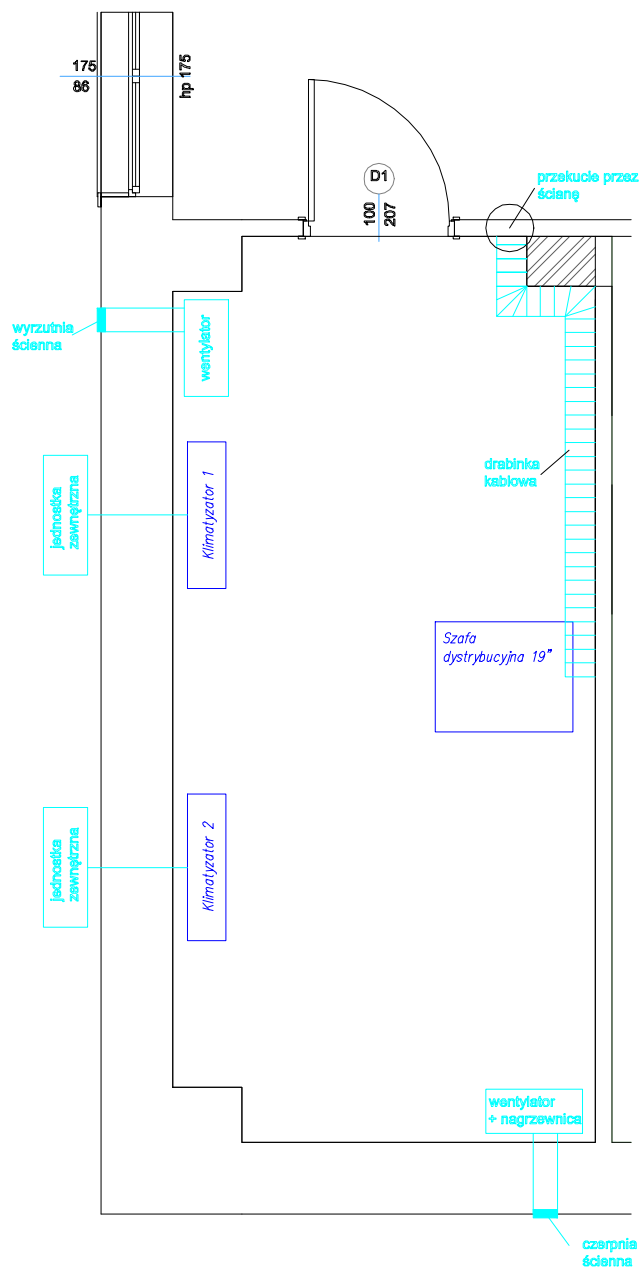 175
86
hp 175
D1
100
207
przekucie przez
ścianę
wyrzutnia
ścienna
wentylator
drabinka
kablowa
jednostka
zewnętrzna
Klimatyzator 1
Szafa
dystrybucyjna 19"
jednostka
zewnętrzna
Klimatyzator 2
wentylator
+ nagrzewnica
czerpnia
ścienna